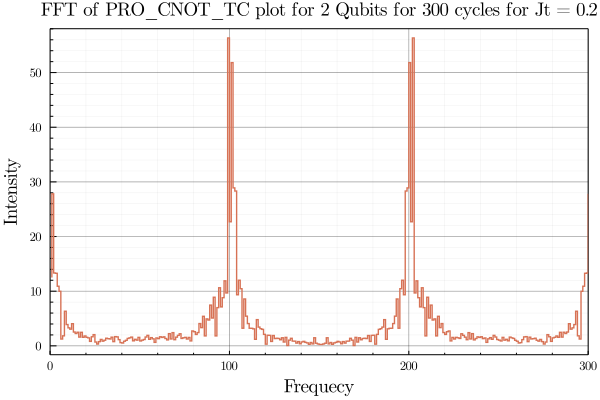 FFT of PRO_CNOT_TC plot for 2 Qubits for 300 cycles for Jt = 0.2
50
40
30
20
10
0
Intensity
0 100 200 300
Frequecy